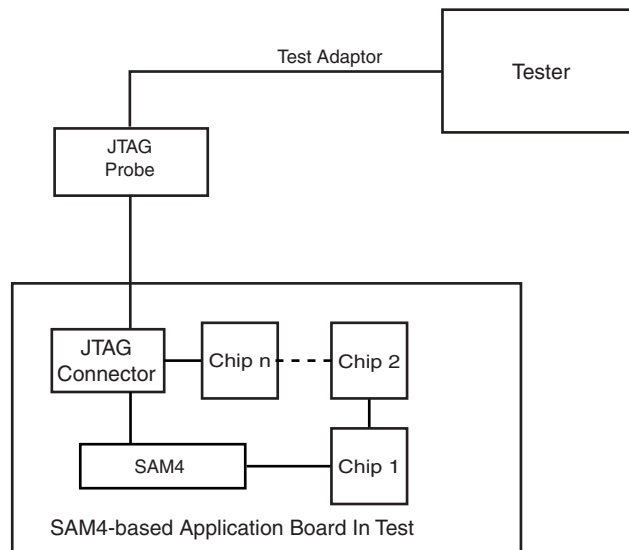 Test Adaptor
Tester
JTAG
Probe
JTAG
Connector
Chip n
Chip 2
SAM4
Chip 1
SAM4-based Application Board In Test